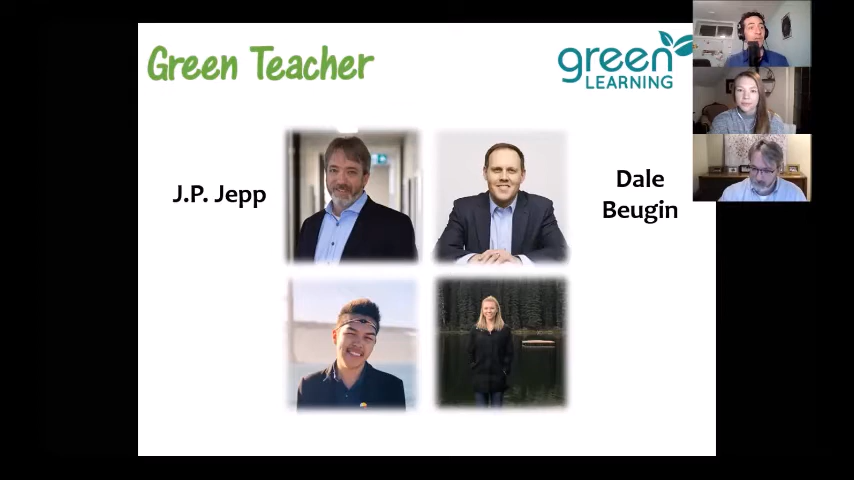 Green Teacher
green
LEARNING
J.P. Jepp
Dale
Beugin